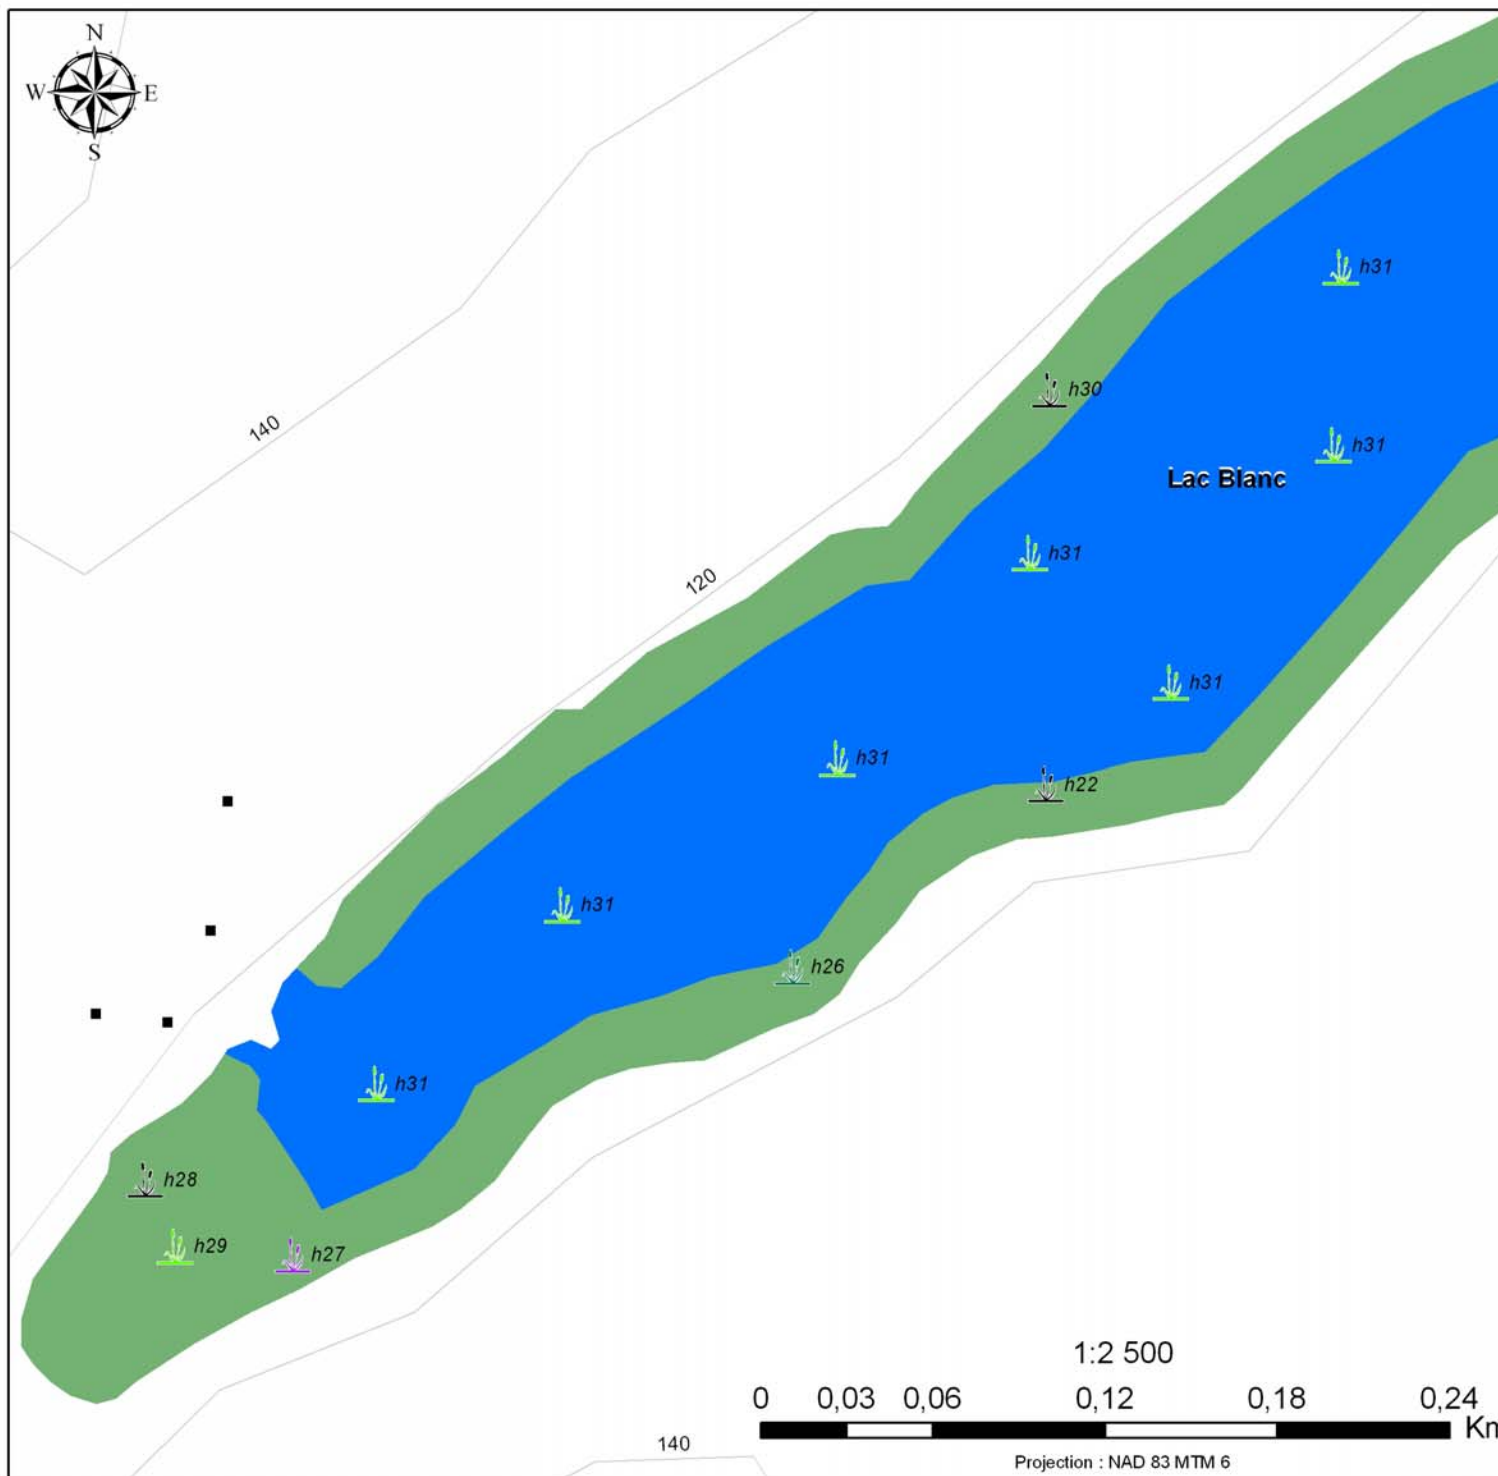 N
W E
S
h31
h30
140
h31
Lac Blanc
h31
120
h31
h31
h22
h31
h26
h31
h28
h29 h27
1:2 500
0 0,03 0,06 0,12 0,18 0,24
Km
140
Projection : NAD 83 MTM 6